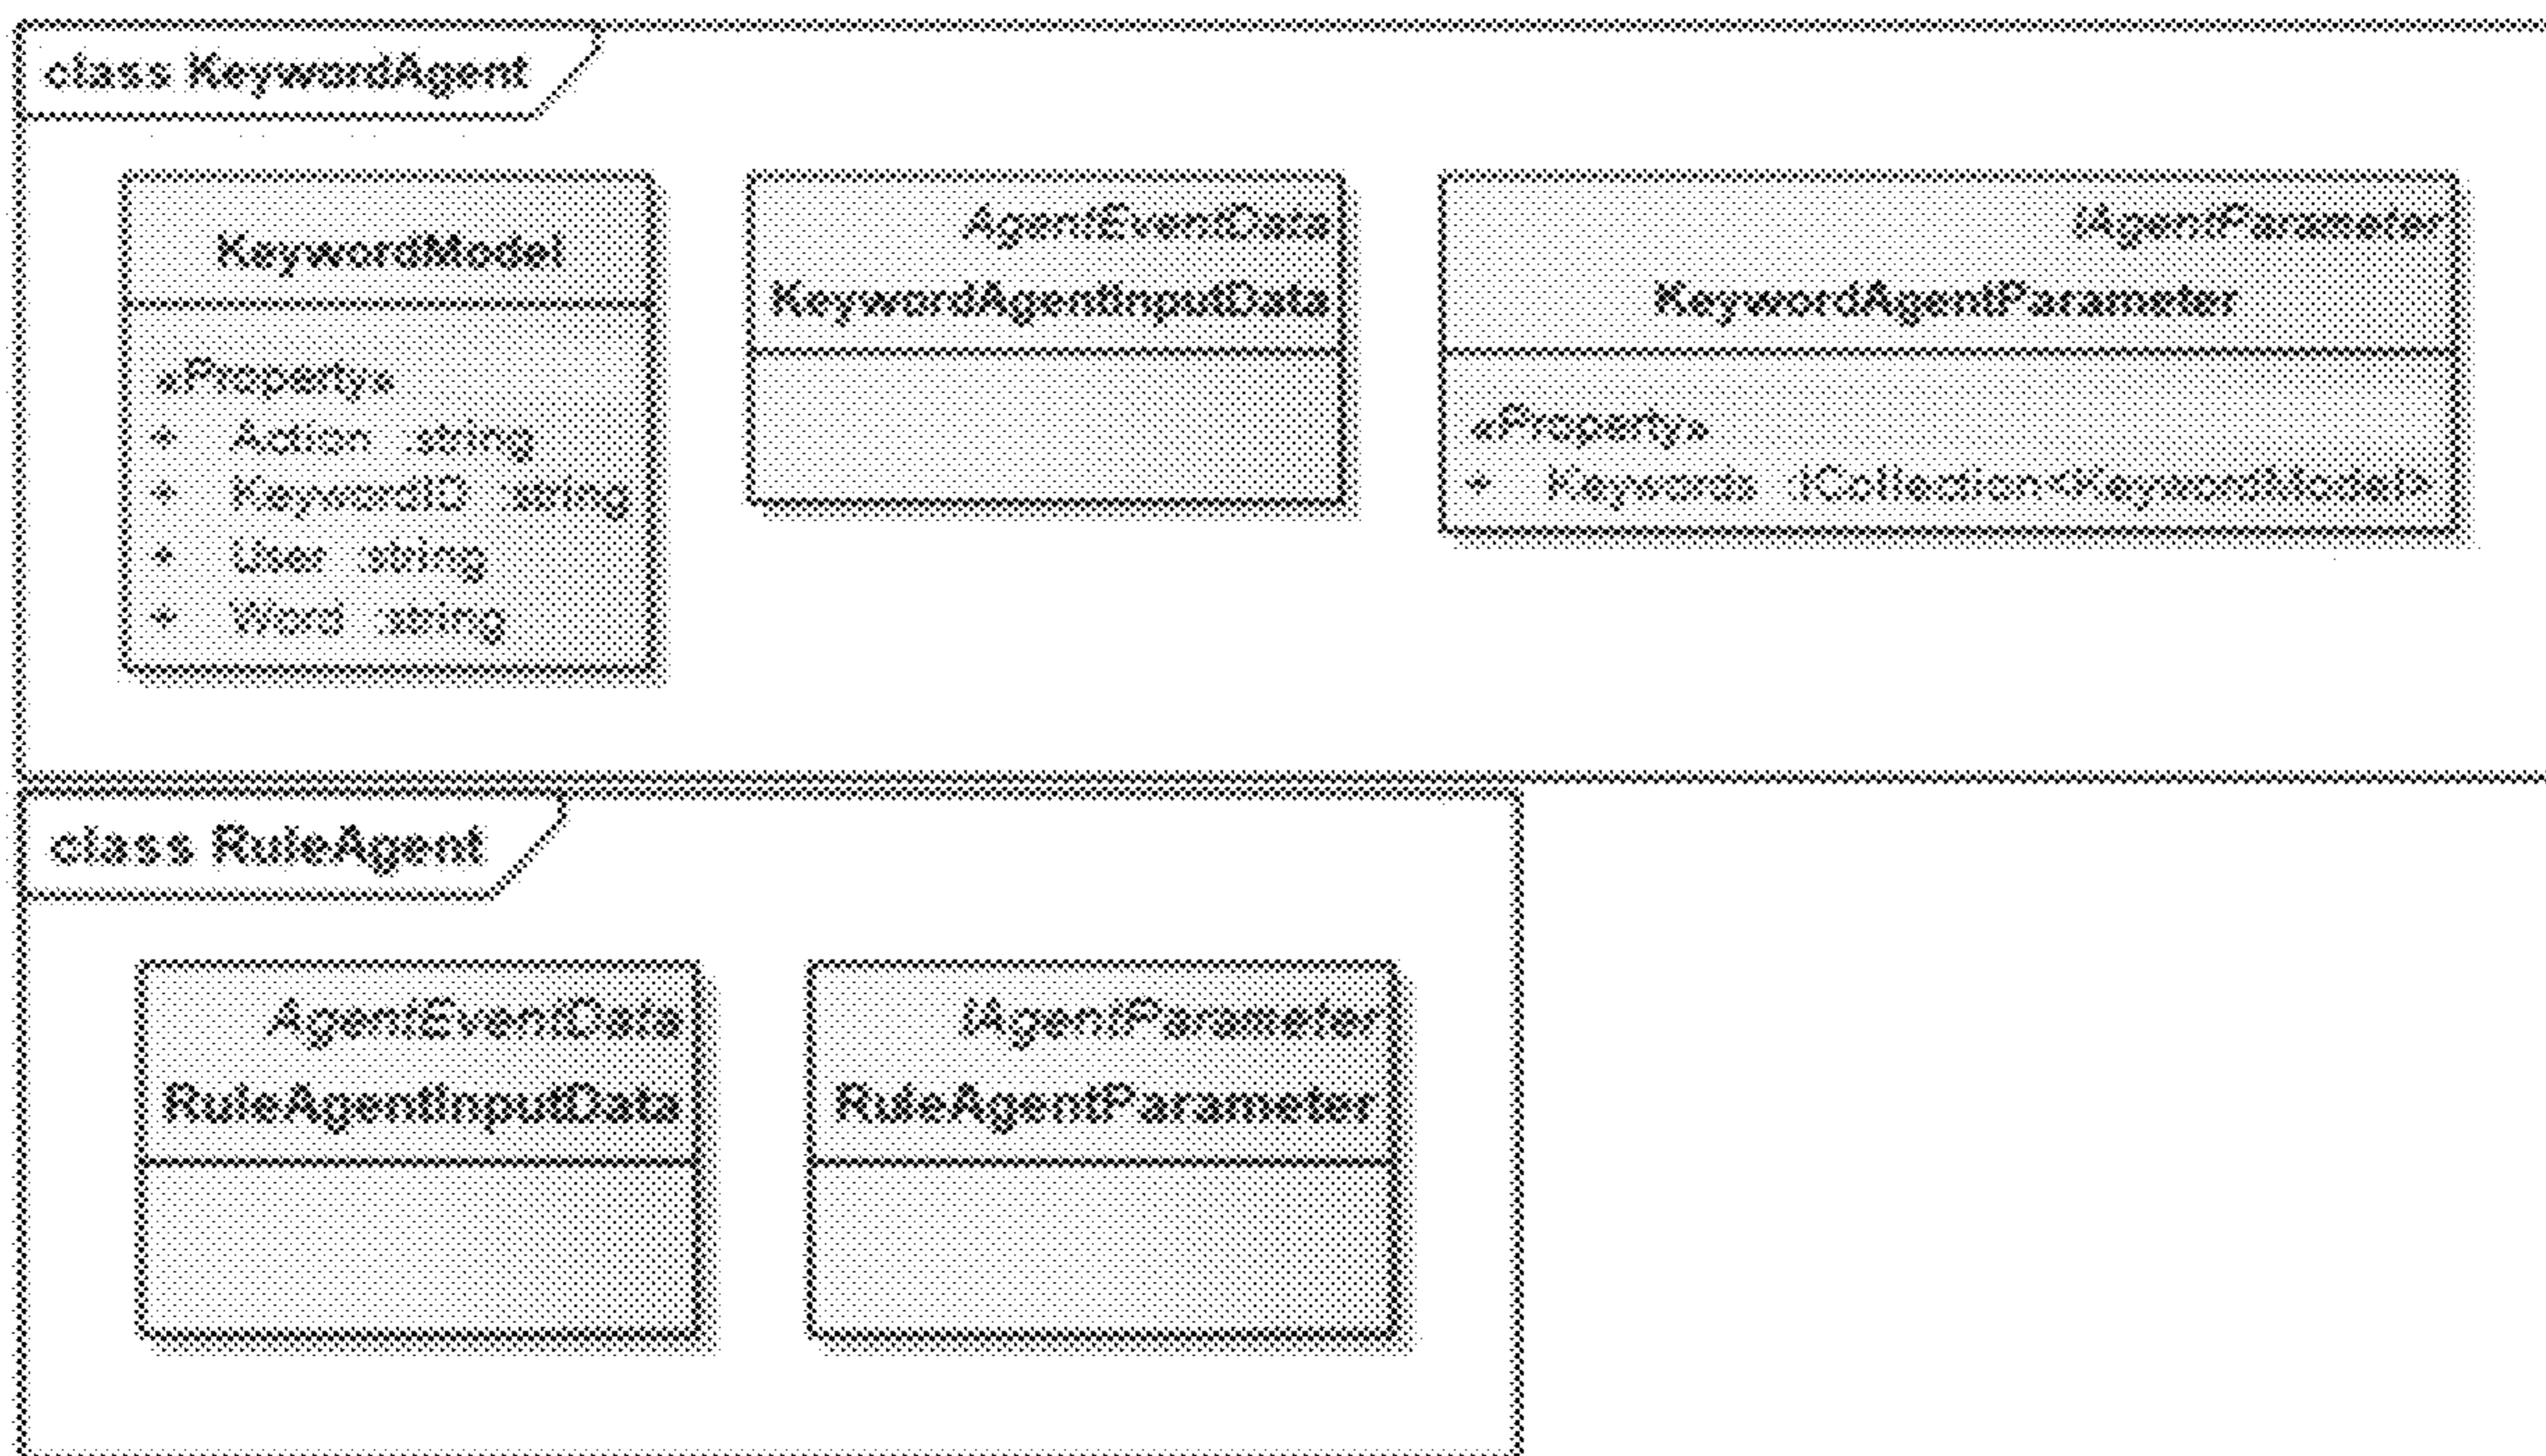 class KeywordAgent
KeywordModel
«Property»
+ Action :string
+ KeywordID :string
+ User :string
+ Word :string
AgentEventData
KeywordAgentInputData
IAgentParameter
KeywordAgentParameter
«Property»
+ Keywords :ICollection<KeywordModel>
class RuleAgent
AgentEventData
RuleAgentInputData
IAgentParameter
RuleAgentParameter